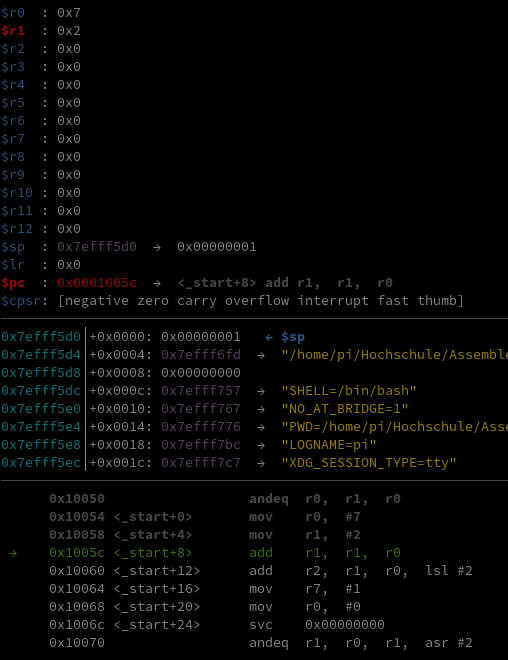 $r0  : 0x7
$r1  : 0x2
$r2  : 0x0
$r3  : 0x0
$r4  : 0x0
$r5  : 0x0
$r6  : 0x0
$r7  : 0x0
$r8  : 0x0
$r9  : 0x0
$r10 : 0x0
$r11 : 0x0
$r12 : 0x0
$sp  : 0x7efff5d0  →  0x00000001
$lr  : 0x0
$pc  : 0x0001005c  →  <_start+8> add r1,  r1,  r0
$cpsr: [negative zero carry overflow interrupt fast thumb]
0x7efff5d0│+0x0000: 0x00000001   ← $sp
0x7efff5d4│+0x0004: 0x7efff6fd  →  "/home/pi/Hochschule/Assemble
0x7efff5d8│+0x0008: 0x00000000
0x7efff5dc│+0x000c: 0x7efff757  →  "SHELL=/bin/bash"
0x7efff5e0│+0x0010: 0x7efff767  →  "NO_AT_BRIDGE=1"
0x7efff5e4│+0x0014: 0x7efff776  →  "PWD=/home/pi/Hochschule/Asse
0x7efff5e8│+0x0018: 0x7efff7bc  →  "LOGNAME=pi"
0x7efff5ec│+0x001c: 0x7efff7c7  →  "XDG_SESSION_TYPE=tty"
0x10050                  andeq  r0,  r1,  r0
0x10054 <_start+0>       mov    r0,  #7
0x10058 <_start+4>       mov    r1,  #2
→    0x1005c <_start+8>       add    r1,  r1,  r0
0x10060 <_start+12>      add    r2,  r1,  r0,  lsl #2
0x10064 <_start+16>      mov    r7,  #1
0x10068 <_start+20>      mov    r0,  #0
0x1006c <_start+24>      svc    0x00000000
0x10070                  andeq  r1,  r0,  r1,  asr #2